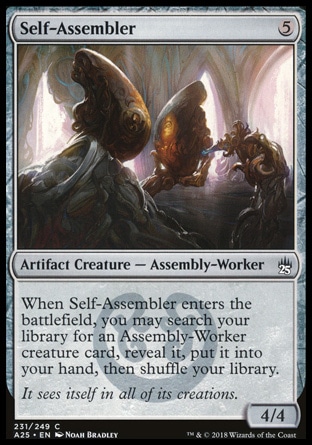 Self-Assembler 5
Artifact Creature — Assembly-Worker
25
When Self-Assembler enters the
battlefield, you may search your
library for an Assembly-Worker
creature card, reveal it, put it into
your hand, then shuffle your library.
It sees itself in all of its creations.
4/4
231/249 C
A25 • EN Noah Bradley
™ & © 2018 Wizards of the Coast